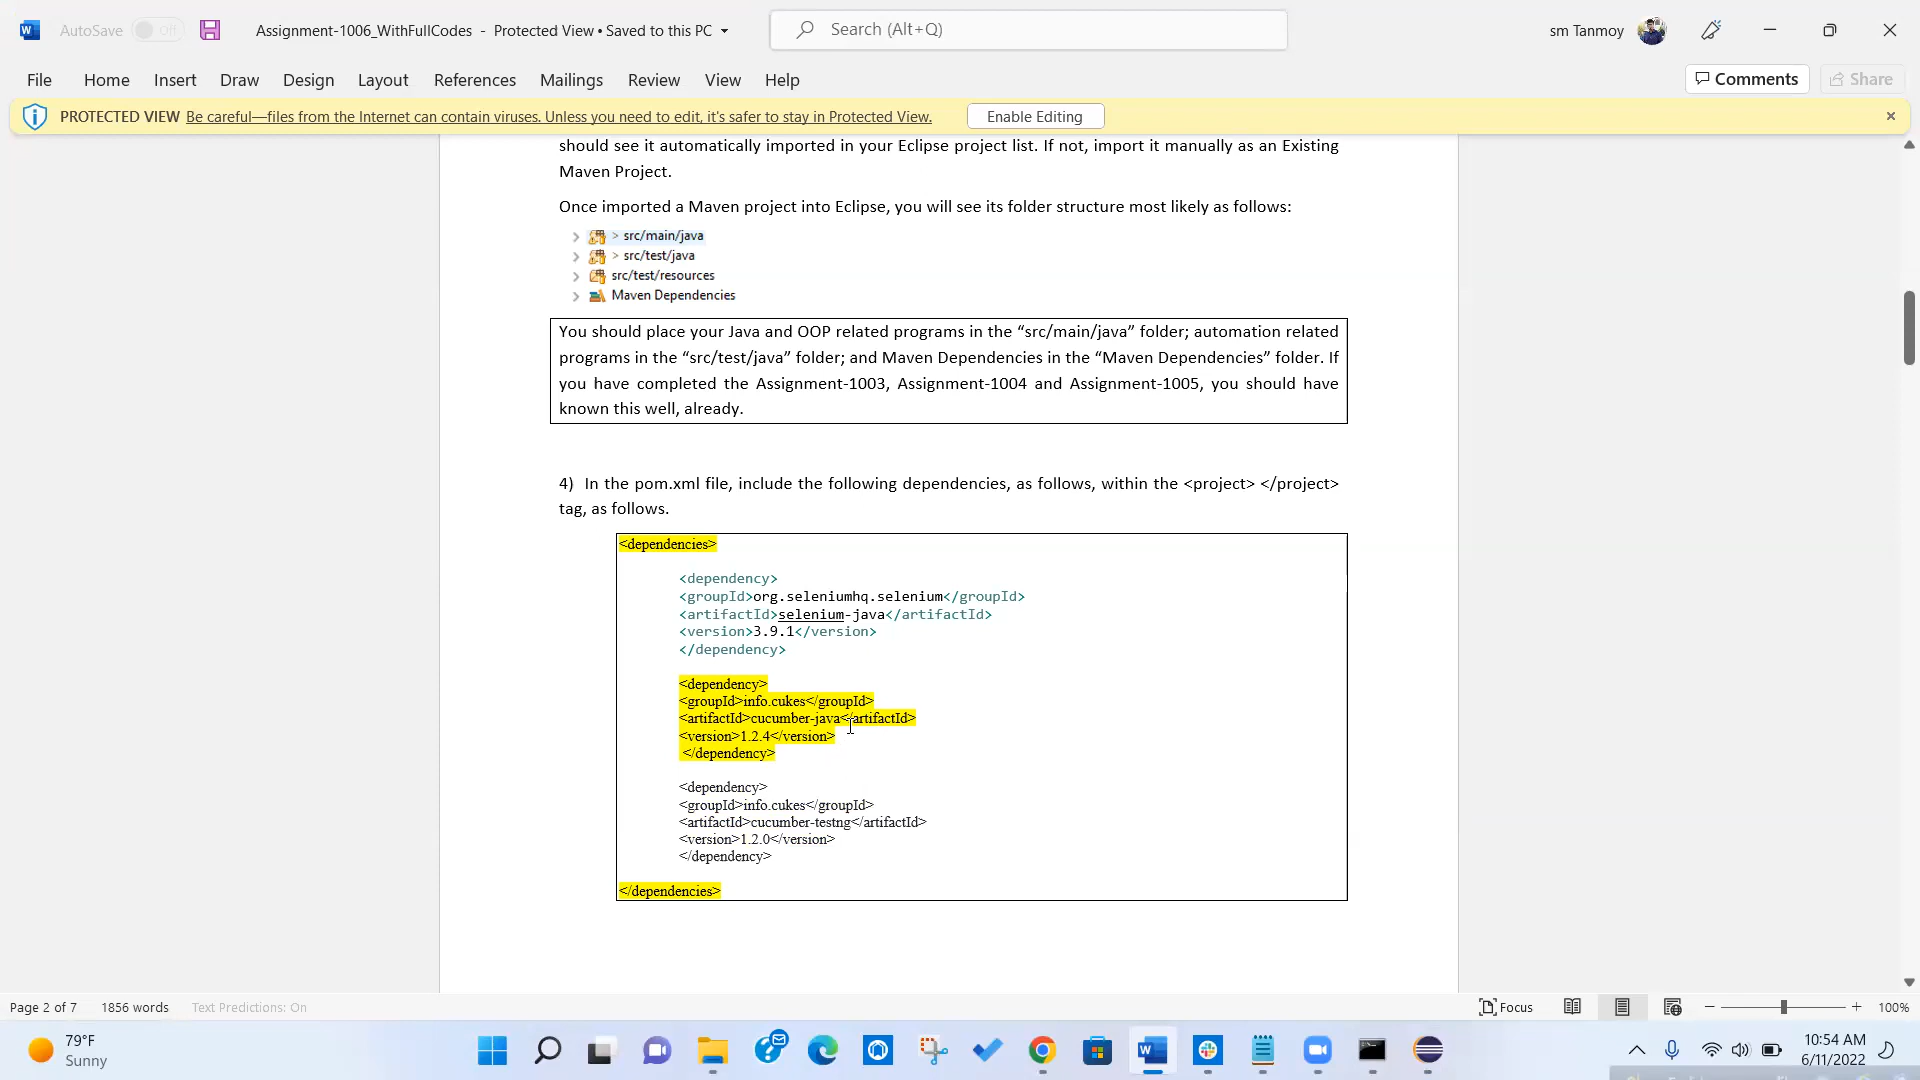 AutoSave Off Assignment-1006_WithFullCodes - Protected View • Saved to this PC Search (Alt+Q) sm Tanmoy
File Home Insert Draw Design Layout References Mailings Review View Help Comments Share
PROTECTED VIEW Be careful—files from the Internet can contain viruses. Unless you need to edit, it's safer to stay in Protected View. Enable Editing
should see it automatically imported in your Eclipse project list. If not, import it manually as an Existing
Maven Project.
Once imported a Maven project into Eclipse, you will see its folder structure most likely as follows:
> src/main/java
> src/test/java
src/test/resources
Maven Dependencies
You should place your Java and OOP related programs in the “src/main/java” folder; automation related
programs in the “src/test/java” folder; and Maven Dependencies in the “Maven Dependencies” folder. If
you have completed the Assignment-1003, Assignment-1004 and Assignment-1005, you should have
known this well, already.
4) In the pom.xml file, include the following dependencies, as follows, within the <project> </project>
tag, as follows.
<dependencies>
<dependency>
<groupId>org.seleniumhq.selenium</groupId>
<artifactId>selenium-java</artifactId>
<version>3.9.1</version>
</dependency>
<dependency>
<groupId>info.cukes</groupId>
<artifactId>cucumber-java</artifactId>
<version>1.2.4</version>
</dependency>
<dependency>
<groupId>info.cukes</groupId>
<artifactId>cucumber-testng</artifactId>
<version>1.2.0</version>
</dependency>
</dependencies>
Page 2 of 7 1856 words Text Predictions: On Focus 100%
79°F
Sunny
10:54 AM
6/11/2022